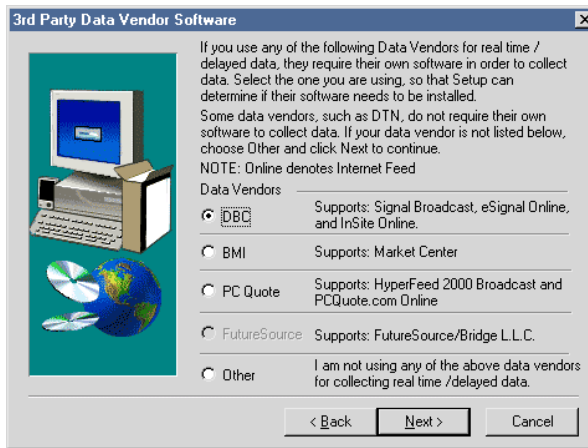 3rd Party Data Vendor Software
If you use any of the following Data Vendors for real time /
delayed data, they require their own software in order to collect
data. Select the one you are using, so that Setup can
determine if their software needs to be installed.
Some data vendors, such as DTN, do not require their own
software to collect data. If your data vendor is not listed below,
choose Other and click Next to continue.
NOTE: Online denotes Internet Feed
Data Vendors
DBC
Supports: Signal Broadcast, eSignal Online,
and InSite Online.
BMI
Supports: Market Center
PC Quote
Supports: HyperFeed 2000 Broadcast and
PCQuote.com Online
FutureSource
Supports: FutureSource/Bridge L.L.C.
Other
I am not using any of the above data vendors
for collecting real time /delayed data.
< Back
Next >
Cancel